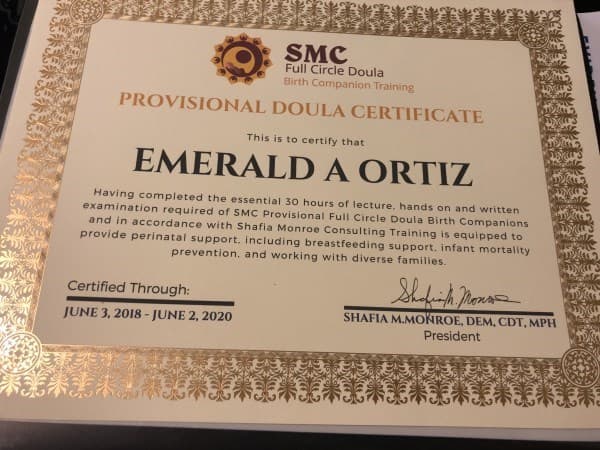 SMC
Full Circle Doula
Birth Companion Training
PROVISIONAL DOULA CERTIFICATE
This is to certify that
EMERALD A ORTIZ
Having completed the essential 30 hours of lecture, hands on and written
examination required of SMC Provisional Full Circle Doula Birth Companions
and in accordance with Shafia Monroe Consulting Training is equipped to
provide perinatal support, including breastfeeding support, infant mortality
prevention, and working with diverse families.
Certified Through:
JUNE 3, 2018 - JUNE 2, 2020
Shafia M. Monroe
SHAFIA M.MONROE, DEM, CDT, MPH
President